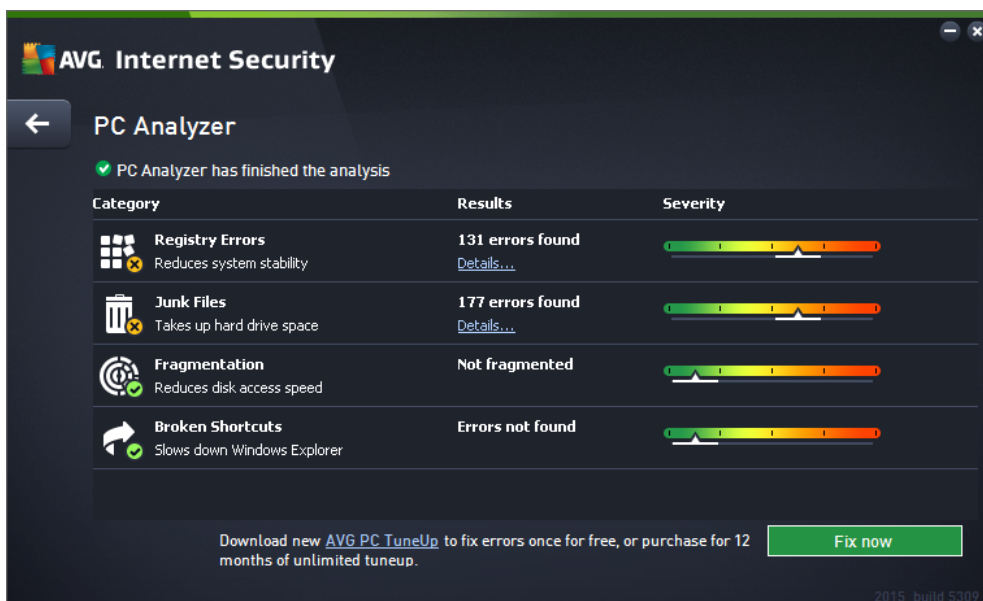 AVG. Internet Security
PC Analyzer
PC Analyzer has finished the analysis
Category Results Severity
Registry Errors 131 errors found
Reduces system stability Details...
Junk Files 177 errors found
Takes up hard drive space Details...
Fragmentation Not fragmented
Reduces disk access speed
Broken Shortcuts Errors not found
Slows down Windows Explorer
Download new AVG PC TuneUp to fix errors once for free, or purchase for 12
months of unlimited tuneup.
Fix now
2015 build 5309